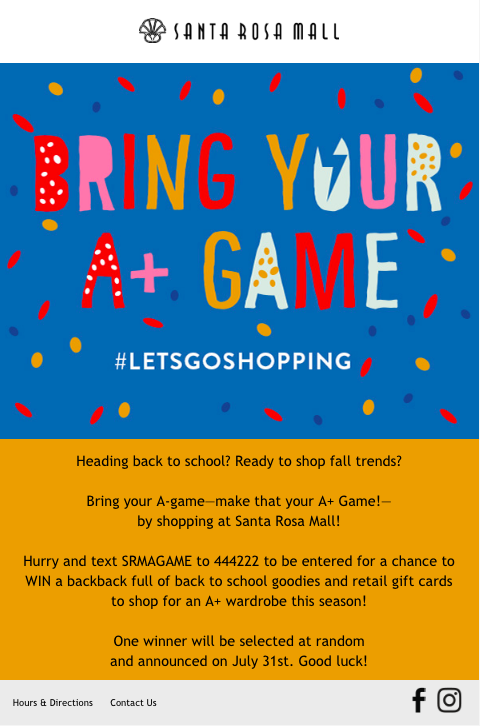 SANTA ROSA MALL
BRING YOUR
A+ GAME
#LETSGOSHOPPING
Heading back to school? Ready to shop fall trends?
Bring your A-game—make that your A+ Game!—
by shopping at Santa Rosa Mall!
Hurry and text SRMAGAME to 444222 to be entered for a chance to
WIN a backback full of back to school goodies and retail gift cards
to shop for an A+ wardrobe this season!
One winner will be selected at random
and announced on July 31st. Good luck!
Hours & Directions Contact Us